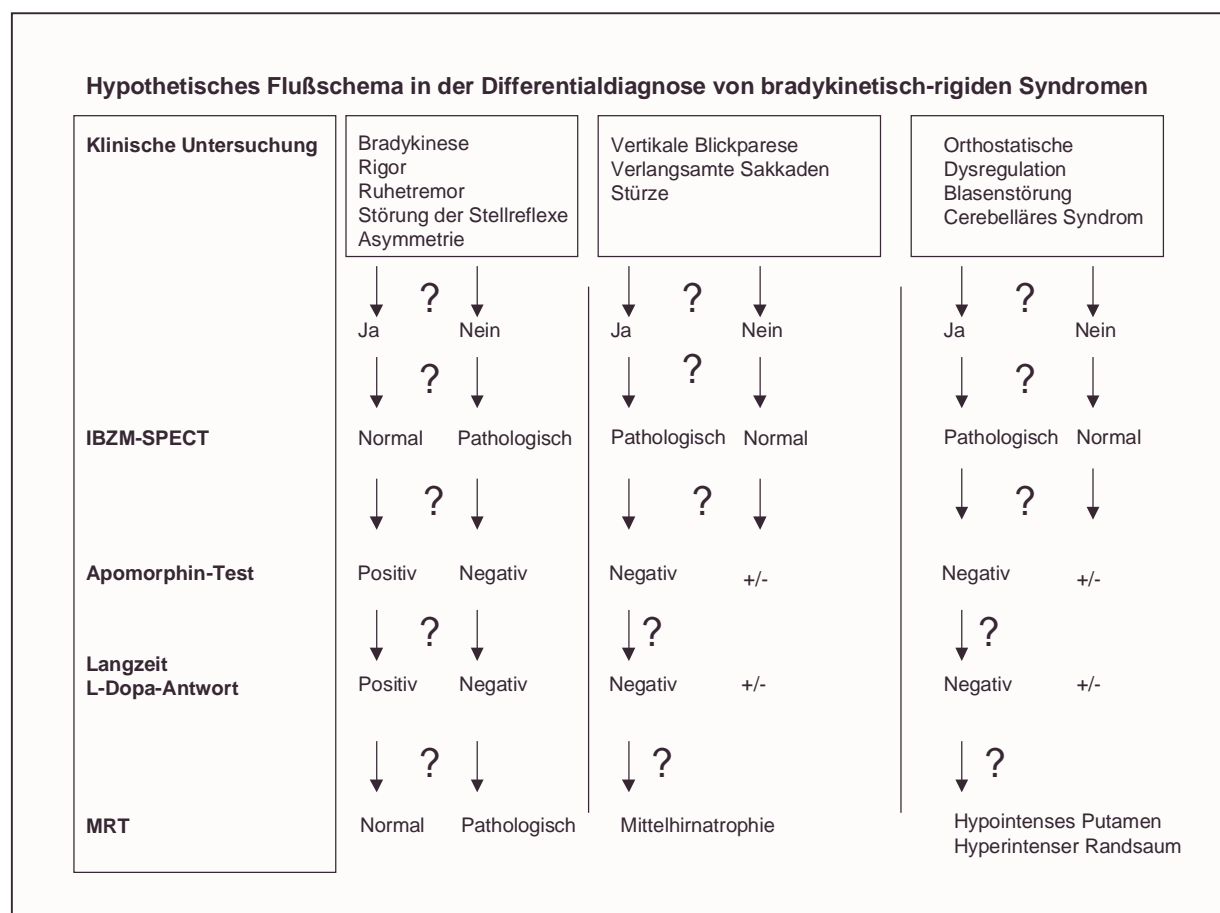 Hypothetisches Flußschema in der Differentialdiagnose von bradykinetisch-rigiden Syndromen
Klinische Untersuchung
Bradykinese
Rigor
Ruhetremor
Störung der Stellreflexe
Asymmetrie
Vertikale Blickparese
Verlangsamte Sakkaden
Stürze
Orthostatische
Dysregulation
Blasenstörung
Cerebelläres Syndrom
? ? ?
Ja Nein Ja Nein Ja Nein
? ? ?
IBZM-SPECT Normal Pathologisch Pathologisch Normal Pathologisch Normal
? ? ?
Apomorphin-Test Positiv Negativ Negativ +/- Negativ +/-
? ? ?
Langzeit
L-Dopa-Antwort Positiv Negativ Negativ +/- Negativ +/-
? ? ?
MRT Normal Pathologisch Mittelhirnatrophie
Hypointenses Putamen
Hyperintenser Randsaum